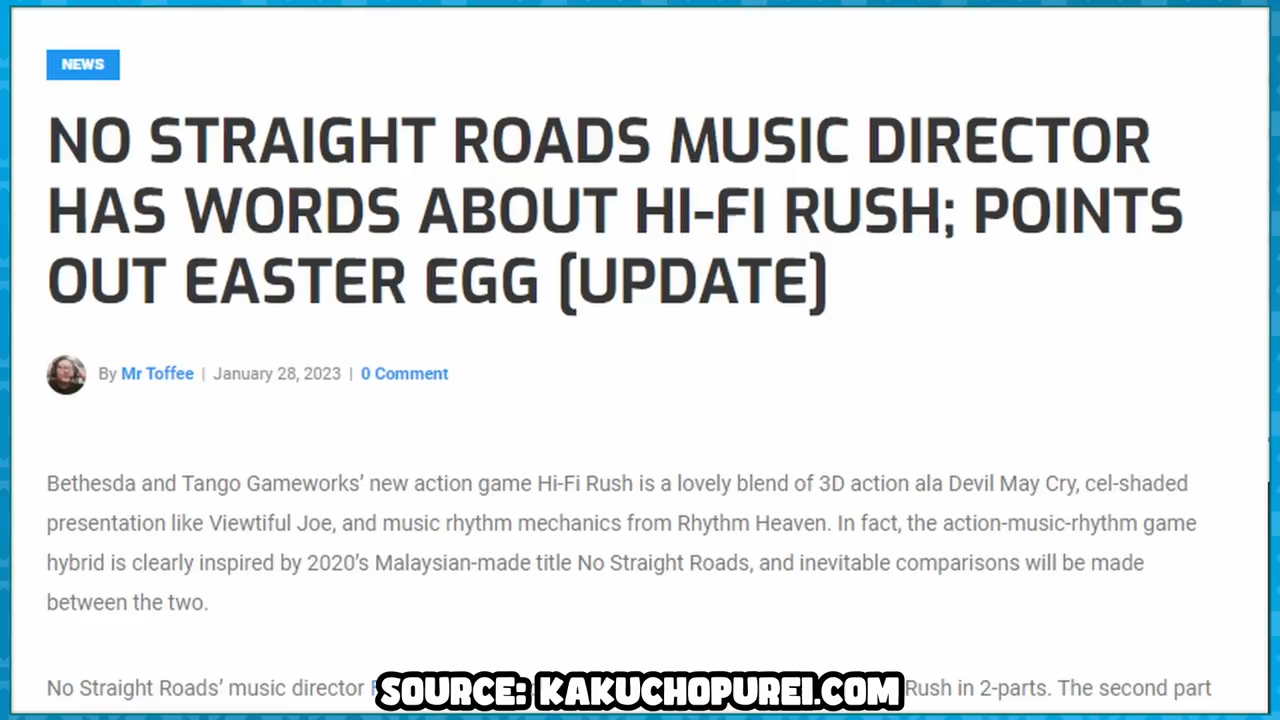 NEWS
NO STRAIGHT ROADS MUSIC DIRECTOR
HAS WORDS ABOUT HI-FI RUSH; POINTS
OUT EASTER EGG (UPDATE)
By Mr Toffee | January 28, 2023 | 0 Comment
Bethesda and Tango Gameworks’ new action game Hi-Fi Rush is a lovely blend of 3D action ala Devil May Cry, cel-shaded
presentation like Viewtiful Joe, and music rhythm mechanics from Rhythm Heaven. In fact, the action-music-rhythm game
hybrid is clearly inspired by 2020’s Malaysian-made title No Straight Roads, and inevitable comparisons will be made
between the two.
No Straight Roads’ music director Rush in 2-parts. The second part
SOURCE: KAKUCHOPUREI.COM